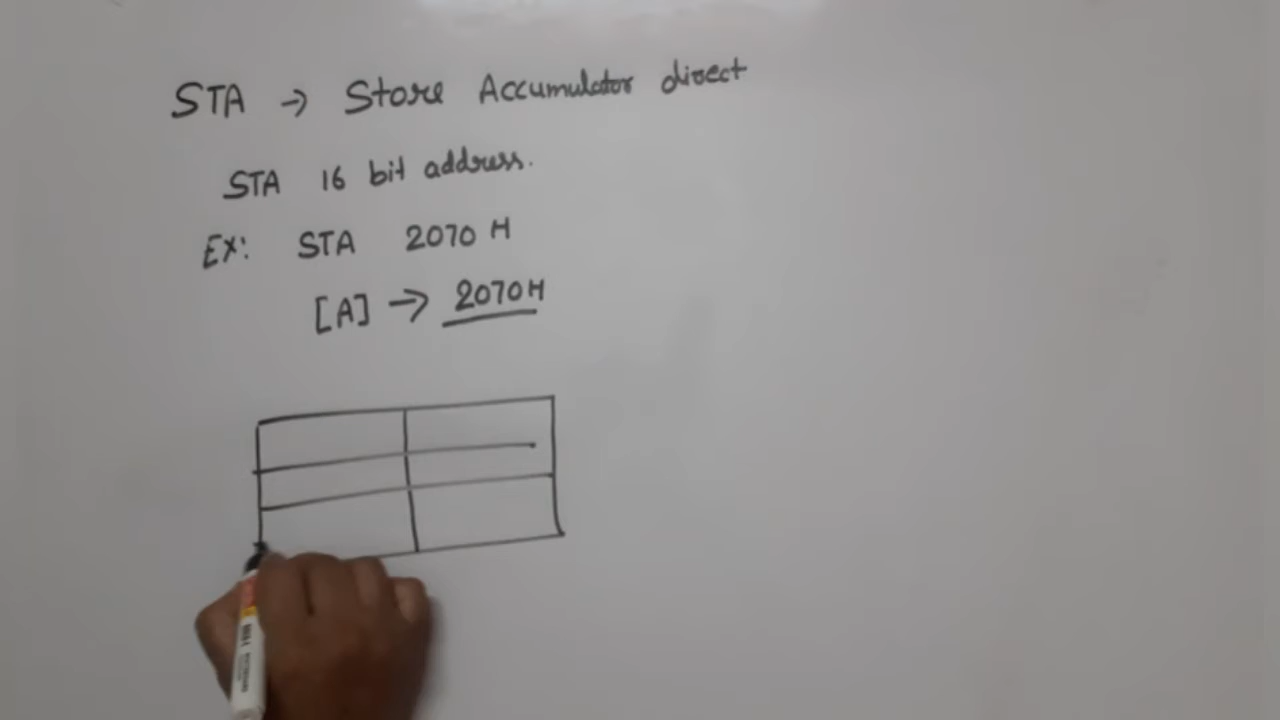 STA → Store Accumulator direct
STA 16 bit address.
Ex: STA 2070 H
[A] → 2070H